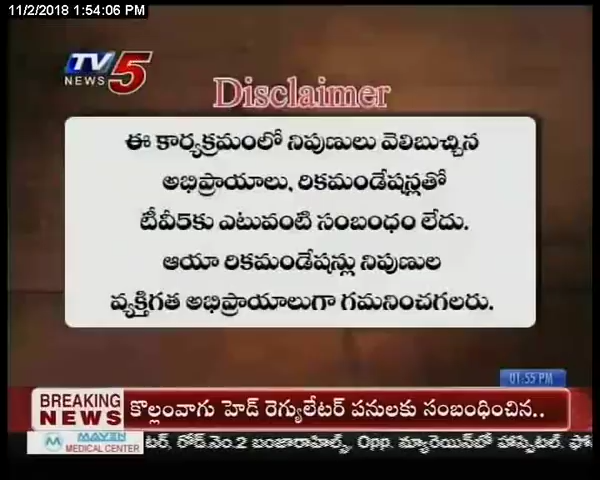 11/2/2018 1:54:06 PM
TV5
NEWS
Disclaimer
ఈ కార్యక్రమంలో నిపుణులు వెలిబుచ్చిన
అభిప్రాయాలు, రికమండేషన్లతో
టీవీ5కు ఎటువంటి సంబంధం లేదు.
ఆయా రికమండేషన్లు నిపుణుల
వ్యక్తిగత అభిప్రాయాలుగా గమనించగలరు.
01:55 PM
BREAKING
NEWS
కొల్లంవాగు హెడ్ రెగ్యులేటర్ పనులకు సంబంధించిన..
MAVEN
MEDICAL CENTER
టర్, రోడ్.నెం.2 బంజారాహిల్స్, Opp. హాస్పిటల్,